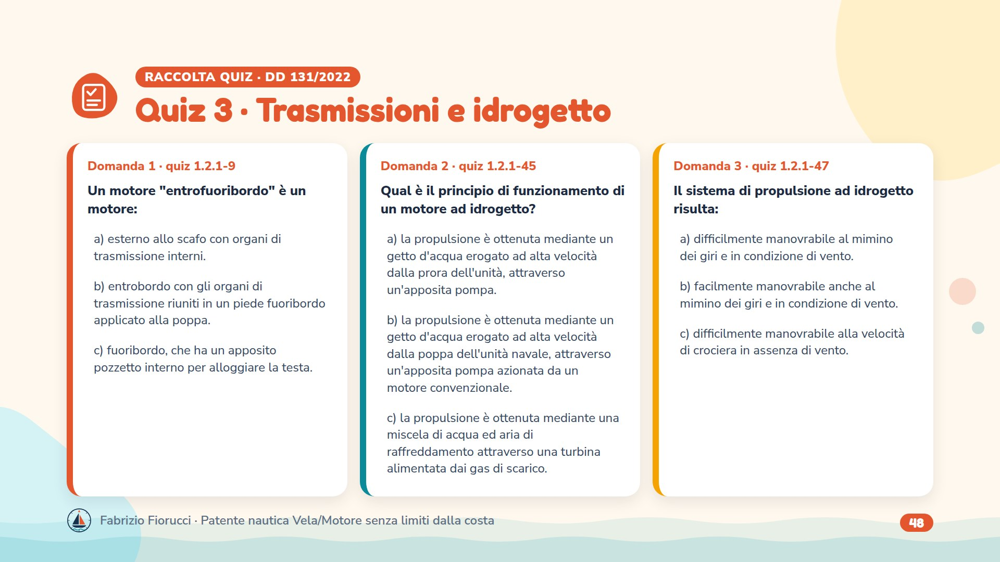 RACCOLTA QUIZ · DD 131/2022
Quiz 3 · Trasmissioni e idrogetto
Domanda 1 · quiz 1.2.1-9
Un motore "entrofuoribordo" è un
motore:
a) esterno allo scafo con organi di
trasmissione interni.
b) entrobordo con gli organi di
trasmissione riuniti in un piede fuoribordo
applicato alla poppa.
c) fuoribordo, che ha un apposito
pozzetto interno per alloggiare la testa.
Domanda 2 · quiz 1.2.1-45
Qual è il principio di funzionamento di
un motore ad idrogetto?
a) la propulsione è ottenuta mediante un
getto d'acqua erogato ad alta velocità
dalla prora dell'unità, attraverso
un'apposita pompa.
b) la propulsione è ottenuta mediante un
getto d'acqua erogato ad alta velocità
dalla poppa dell'unità navale, attraverso
un'apposita pompa azionata da un
motore convenzionale.
c) la propulsione è ottenuta mediante una
miscela di acqua ed aria di
raffreddamento attraverso una turbina
alimentata dai gas di scarico.
Domanda 3 · quiz 1.2.1-47
Il sistema di propulsione ad idrogetto
risulta:
a) difficilmente manovrabile al mimino
dei giri e in condizione di vento.
b) facilmente manovrabile anche al
mimino dei giri e in condizione di vento.
c) difficilmente manovrabile alla velocità
di crociera in assenza di vento.
Fabrizio Fiorucci · Patente nautica Vela/Motore senza limiti dalla costa
48